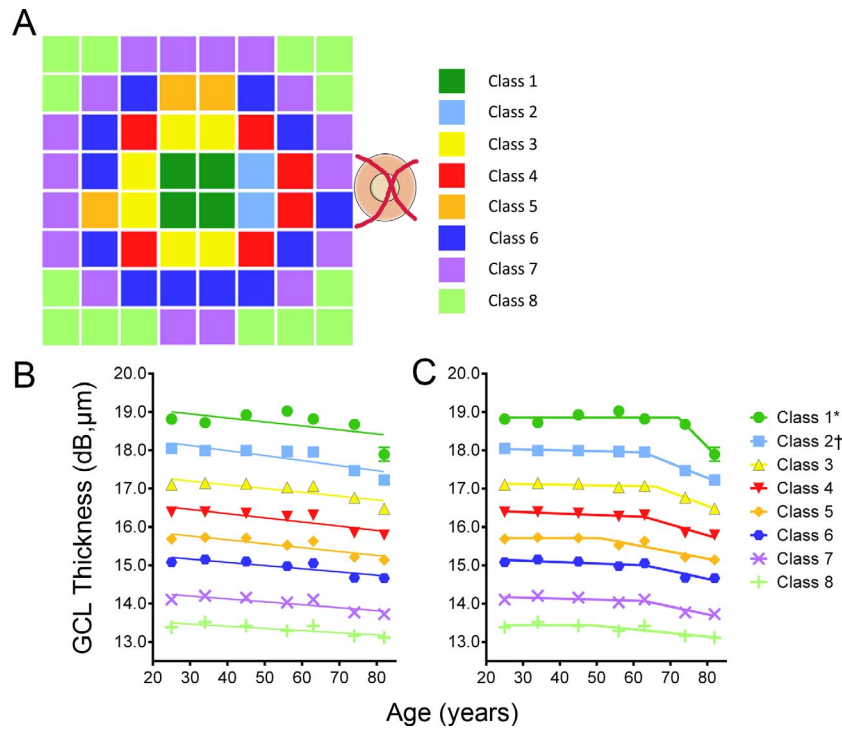 A
Class 1
Class 2
Class 3
Class 4
Class 5
Class 6
Class 7
Class 8
B
C
GCL Thickness (dB,µm)
20.0
19.0
18.0
17.0
16.0
15.0
14.0
13.0
20 30 40 50 60 70 80
20.0
19.0
18.0
17.0
16.0
15.0
14.0
13.0
20 30 40 50 60 70 80
Age (years)
Class 1*
Class 2†
Class 3
Class 4
Class 5
Class 6
Class 7
Class 8